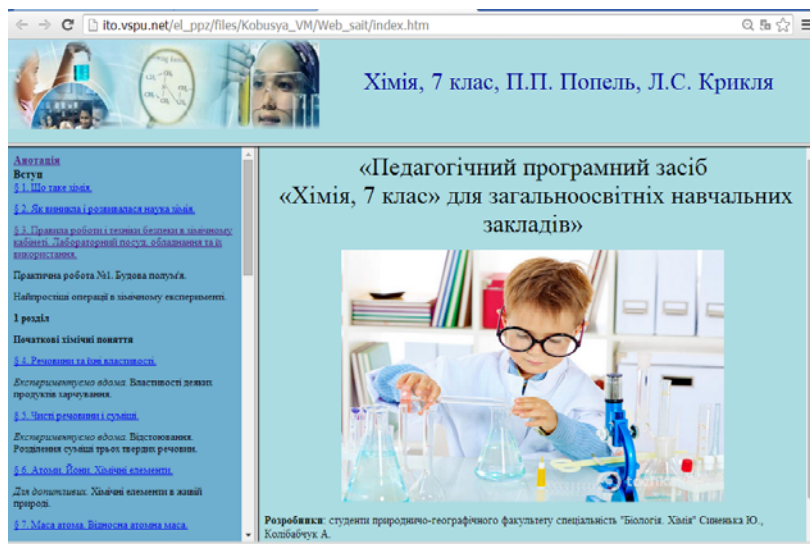 ito.vspu.net/el_ppz/files/Kobusya_VM/Web_sait/index.htm
Хімія, 7 клас, П.П. Попель, Л.С. Крикля
Анотація
Вступ
§ 1. Що таке хімія.
§ 2. Як виникла і розвивалася наука хімія.
§ 3. Правила роботи і техніки безпеки в хімічному
кабінеті. Лабораторний посуд, обладнання та їх
використання.
Практична робота №1. Будова полум'я.
Найпростіші операції в хімічному експерименті.
1 розділ
Початкові хімічні поняття
§ 4. Речовини та їхні властивості.
Експериментуємо вдома. Властивості деяких
продуктів харчування.
§ 5. Чисті речовини і суміші.
Експериментуємо вдома. Відстоювання.
Розділення суміші трьох твердих речовин.
§ 6. Атоми. Йони. Хімічні елементи.
Для допитливих. Хімічні елементи в живій
природі.
§ 7. Маса атома. Відносна атомна маса.
«Педагогічний програмний засіб
«Хімія, 7 клас» для загальноосвітніх навчальних
закладів»
Розробники: студенти природничо-географічного факультету спеціальність "Біологія. Хімія" Синенька Ю.,
Колібабчук А.